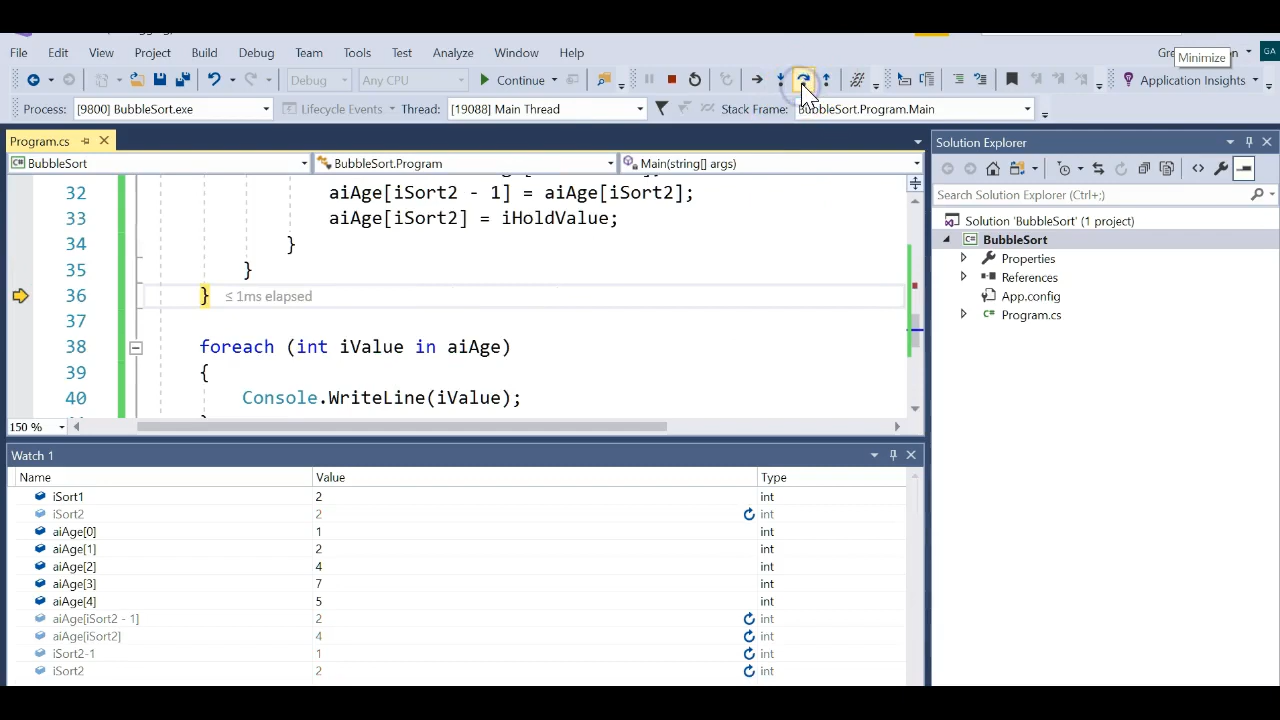 Gre
Minimize
GA
File Edit View Project Build Debug Team Tools Test Analyze Window Help
Debug Any CPU Continue Application Insights
Process: [9800] BubbleSort.exe Lifecycle Events Thread: [19088] Main Thread Stack Frame: BubbleSort.Program.Main
Program.cs
BubbleSort BubbleSort.Program Main(string[] args)
32 aiAge[iSort2 - 1] = aiAge[iSort2];
33 aiAge[iSort2] = iHoldValue;
34 }
35 }
36 } ≤ 1ms elapsed
37
38 foreach (int iValue in aiAge)
39 {
40 Console.WriteLine(iValue);
150 %
Watch 1
Name Value Type
iSort1 2 int
iSort2 2 int
aiAge[0] 1 int
aiAge[1] 2 int
aiAge[2] 4 int
aiAge[3] 7 int
aiAge[4] 5 int
aiAge[iSort2 - 1] 2 int
aiAge[iSort2] 4 int
iSort2-1 1 int
iSort2 2 int
Solution Explorer
Search Solution Explorer (Ctrl+;)
Solution 'BubbleSort' (1 project)
BubbleSort
Properties
References
App.config
Program.cs